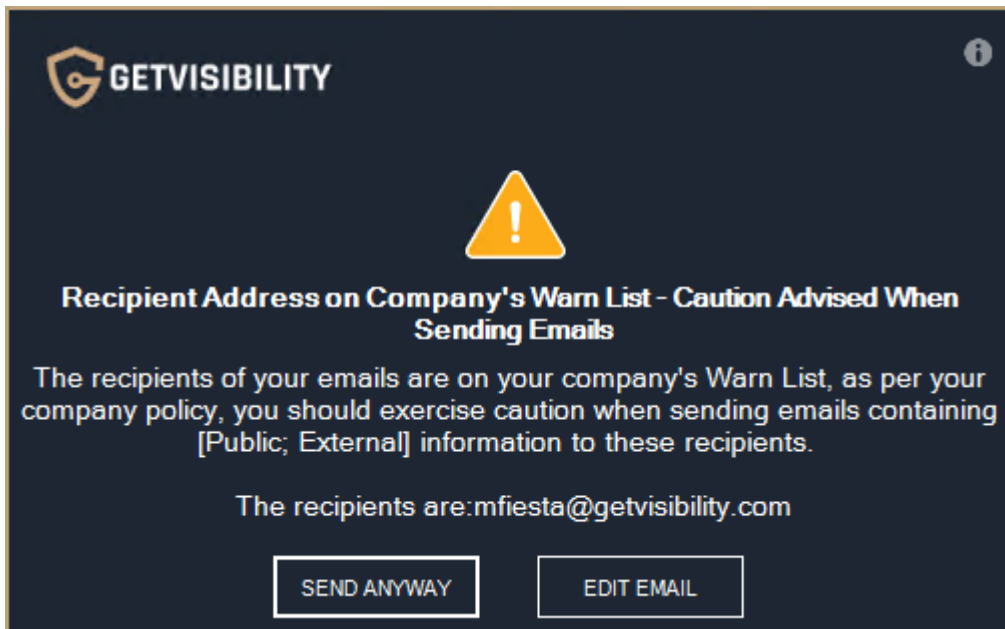 GETVISIBILITY
Recipient Address on Company's Warn List - Caution Advised When
Sending Emails
The recipients of your emails are on your company's Warn List, as per your
company policy, you should exercise caution when sending emails containing
[Public; External] information to these recipients.
The recipients are:mfiesta@getvisibility.com
SEND ANYWAY
EDIT EMAIL